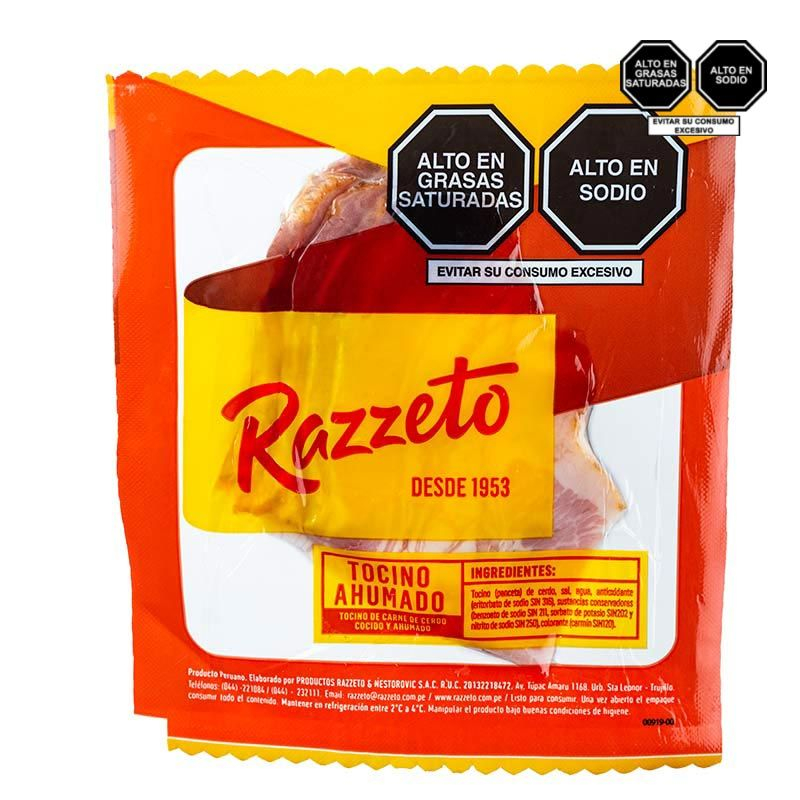 ALTO EN
GRASAS
SATURADAS
ALTO EN
SODIO
EVITAR SU CONSUMO
EXCESIVO
ALTO EN
GRASAS
SATURADAS
ALTO EN
SODIO
EVITAR SU CONSUMO EXCESIVO
Razzeto
DESDE 1953
TOCINO
AHUMADO
TOCINO DE CARNE DE CERDO
COCIDO Y AHUMADO
INGREDIENTES:
Tocino (panceta) de cerdo, sal, agua, antioxidante
(eritorbato de sodio SIN 316), sustancias conservadoras
(benzoato de sodio SIN 211, sorbato de potasio SIN202 y
nitrito de sodio SIN 250), colorante (carmín SIN120).
Producto Peruano. Elaborado por PRODUCTOS RAZZETO & NESTOROVIC S.A.C. R.U.C. 20132218472. Av. Túpac Amaru 1168. Urb. Sta Leonor - Trujillo.
Teléfonos: (044) -221084 / (044) - 232111. Email: razzeto@razzeto.com.pe / www.razzeto.com.pe / Listo para consumir. Una vez abierto el empaque
consumir todo el contenido. Mantener en refrigeración entre 2°C a 4°C. Manipular el producto bajo buenas condiciones de higiene.
00919-00